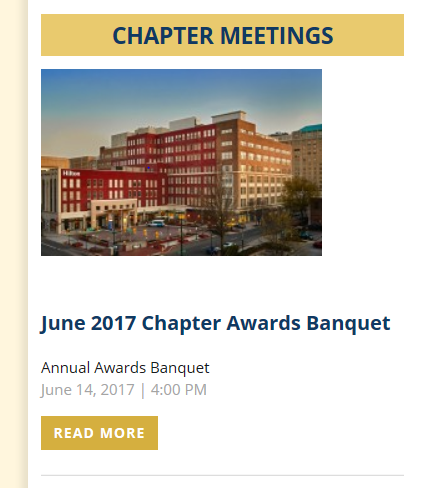 CHAPTER MEETINGS
Hilton
June 2017 Chapter Awards Banquet
Annual Awards Banquet
June 14, 2017 | 4:00 PM
READ MORE